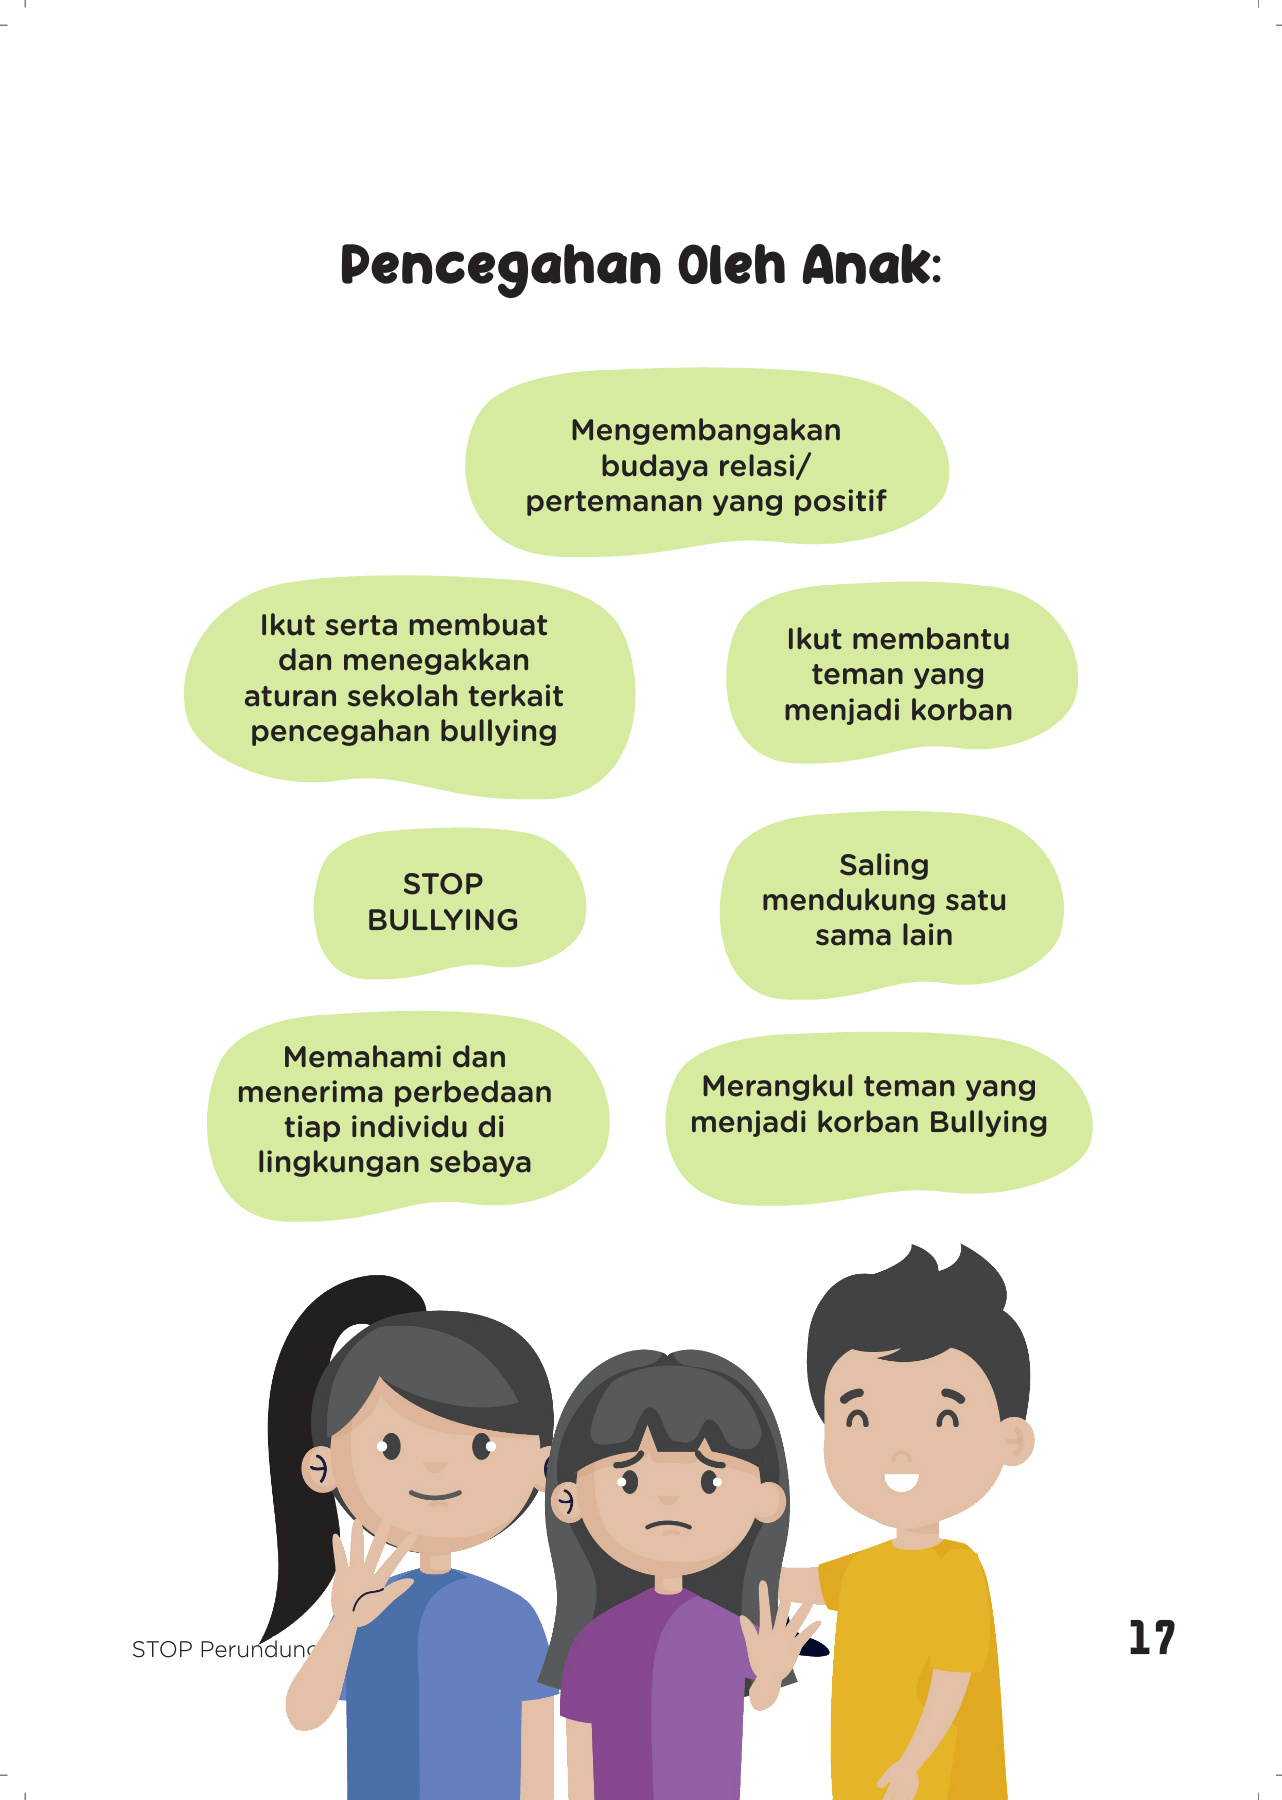 Pencegahan Oleh Anak:
Mengembangakan
budaya relasi/
pertemanan yang positif
Ikut serta membuat
dan menegakkan
aturan sekolah terkait
pencegahan bullying
Ikut membantu
teman yang
menjadi korban
STOP
BULLYING
Saling
mendukung satu
sama lain
Memahami dan
menerima perbedaan
tiap individu di
lingkungan sebaya
Merangkul teman yang
menjadi korban Bullying
STOP
17